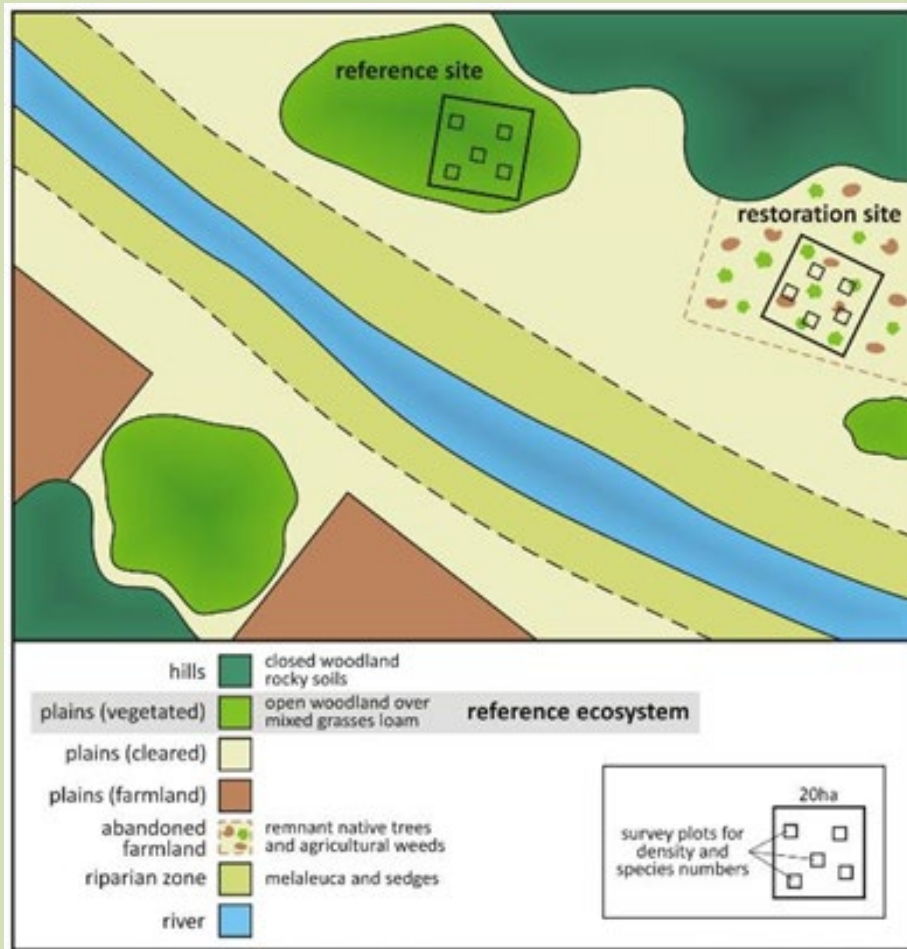 reference site
restoration site
hills
closed woodland
rocky soils
plains (vegetated)
open woodland over
mixed grasses loam
reference ecosystem
plains (cleared)
plains (farmland)
abandoned
farmland
remnant native trees
and agricultural weeds
riparian zone
melaleuca and sedges
river
20ha
survey plots for
density and
species numbers